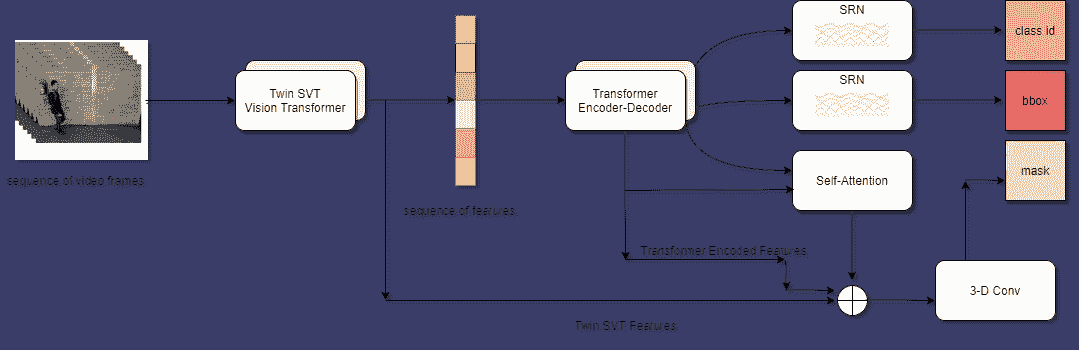 SRN
class id
Twin SVT
Vision Transformer
Transformer
Encoder-Decoder
SRN
bbox
mask
sequence of video frames
Self-Attention
sequence of features
Transformer Encoded Features
3-D Conv
Twin SVT Fearures